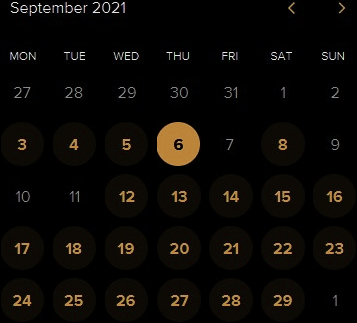 September 2021
MON TUE WED THU FRI SAT SUN
27 28 29 30 31 1 2
3 4 5 6 7 8 9
10 11 12 13 14 15 16
17 18 19 20 21 22 23
24 25 26 27 28 29 1